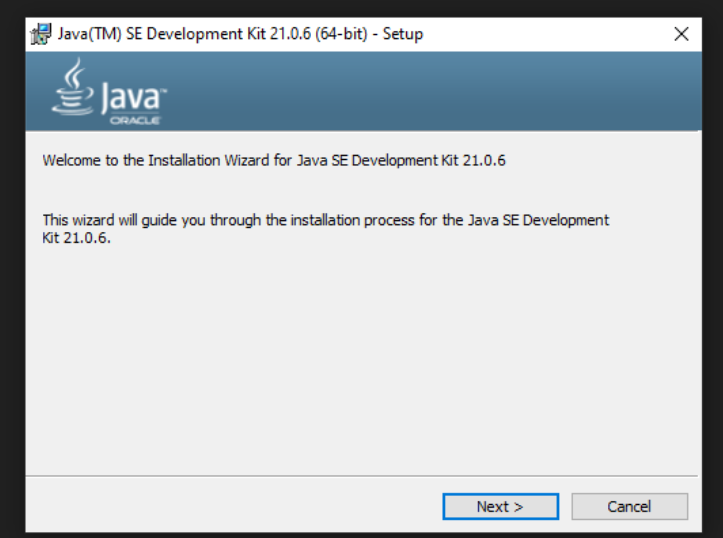 Java(TM) SE Development Kit 21.0.6 (64-bit) - Setup
Java™
ORACLE
Welcome to the Installation Wizard for Java SE Development Kit 21.0.6
This wizard will guide you through the installation process for the Java SE Development
Kit 21.0.6.
Next >
Cancel